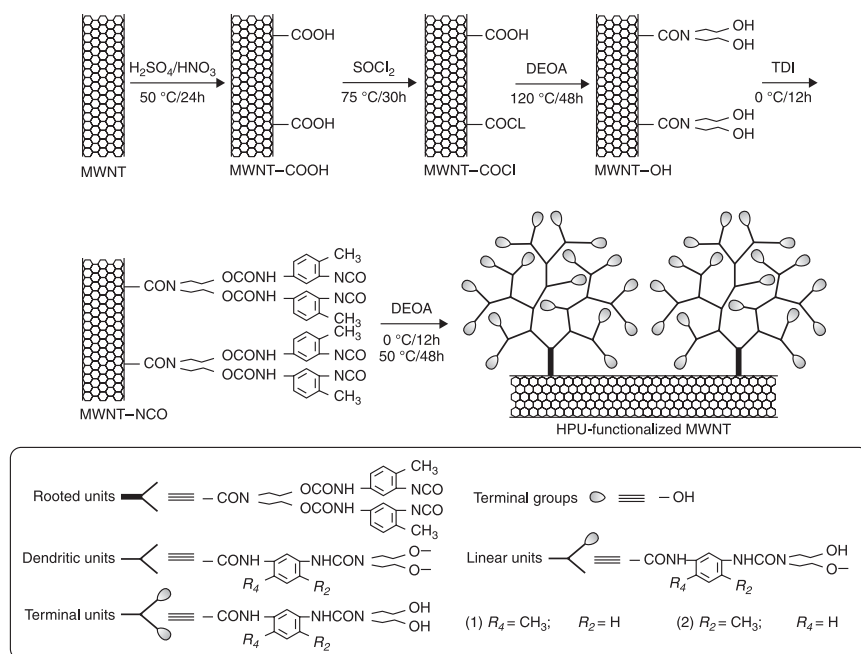 COOH
COOH
CON
OH
OH
H₂SO₄/HNO₃
50 °C/24h
SOCl₂
75 °C/30h
DEOA
120 °C/48h
TDI
0 °C/12h
COOH
COCL
CON
OH
OH
MWNT
MWNT–COOH
MWNT–COCl
MWNT–OH
CON
OCONH
OCONH
CH₃
NCO
NCO
CH₃
CON
OCONH
OCONH
CH₃
NCO
NCO
CH₃
DEOA
0 °C/12h
50 °C/48h
MWNT–NCO
HPU-functionalized MWNT
Rooted units
CON
OCONH
OCONH
CH₃
NCO
NCO
CH₃
Terminal groups
–OH
Dendritic units
CONH
NHCON
O–
O–
R₄
R₂
Linear units
CONH
NHCON
OH
O–
R₄
R₂
Terminal units
CONH
NHCON
OH
OH
R₄
R₂
(1) R₄ = CH₃; R₂ = H
(2) R₂ = CH₃; R₄ = H